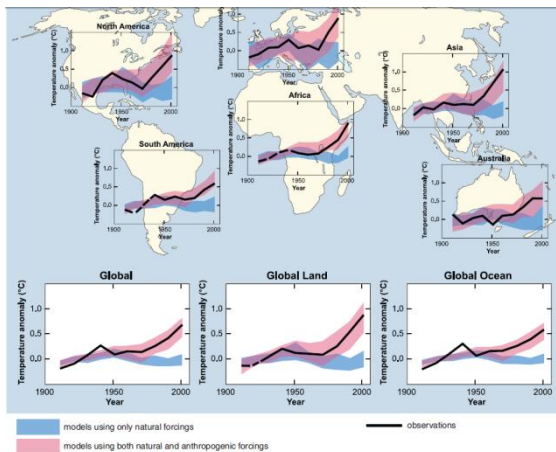 North America
Temperature anomaly (°C)
1,0
0,5
0,0
1900
1950
2000
Year
Temperature anomaly (°C)
1,0
0,5
0,0
1900
1950
2000
Year
Asia
Temperature anomaly (°C)
1,0
0,5
0,0
1900
1950
2000
Year
Africa
Temperature anomaly (°C)
1,0
0,5
0,0
1900
1950
2000
Year
South America
Temperature anomaly (°C)
1,0
0,5
0,0
1900
1950
2000
Year
Australia
Temperature anomaly (°C)
1,0
0,5
0,0
1900
1950
2000
Year
Global
Temperature anomaly (°C)
1,0
0,5
0,0
1900
1950
2000
Year
Global Land
Temperature anomaly (°C)
1,0
0,5
0,0
1900
1950
2000
Year
Global Ocean
Temperature anomaly (°C)
1,0
0,5
0,0
1900
1950
2000
Year
models using only natural forcings
observations
models using both natural and anthropogenic forcings